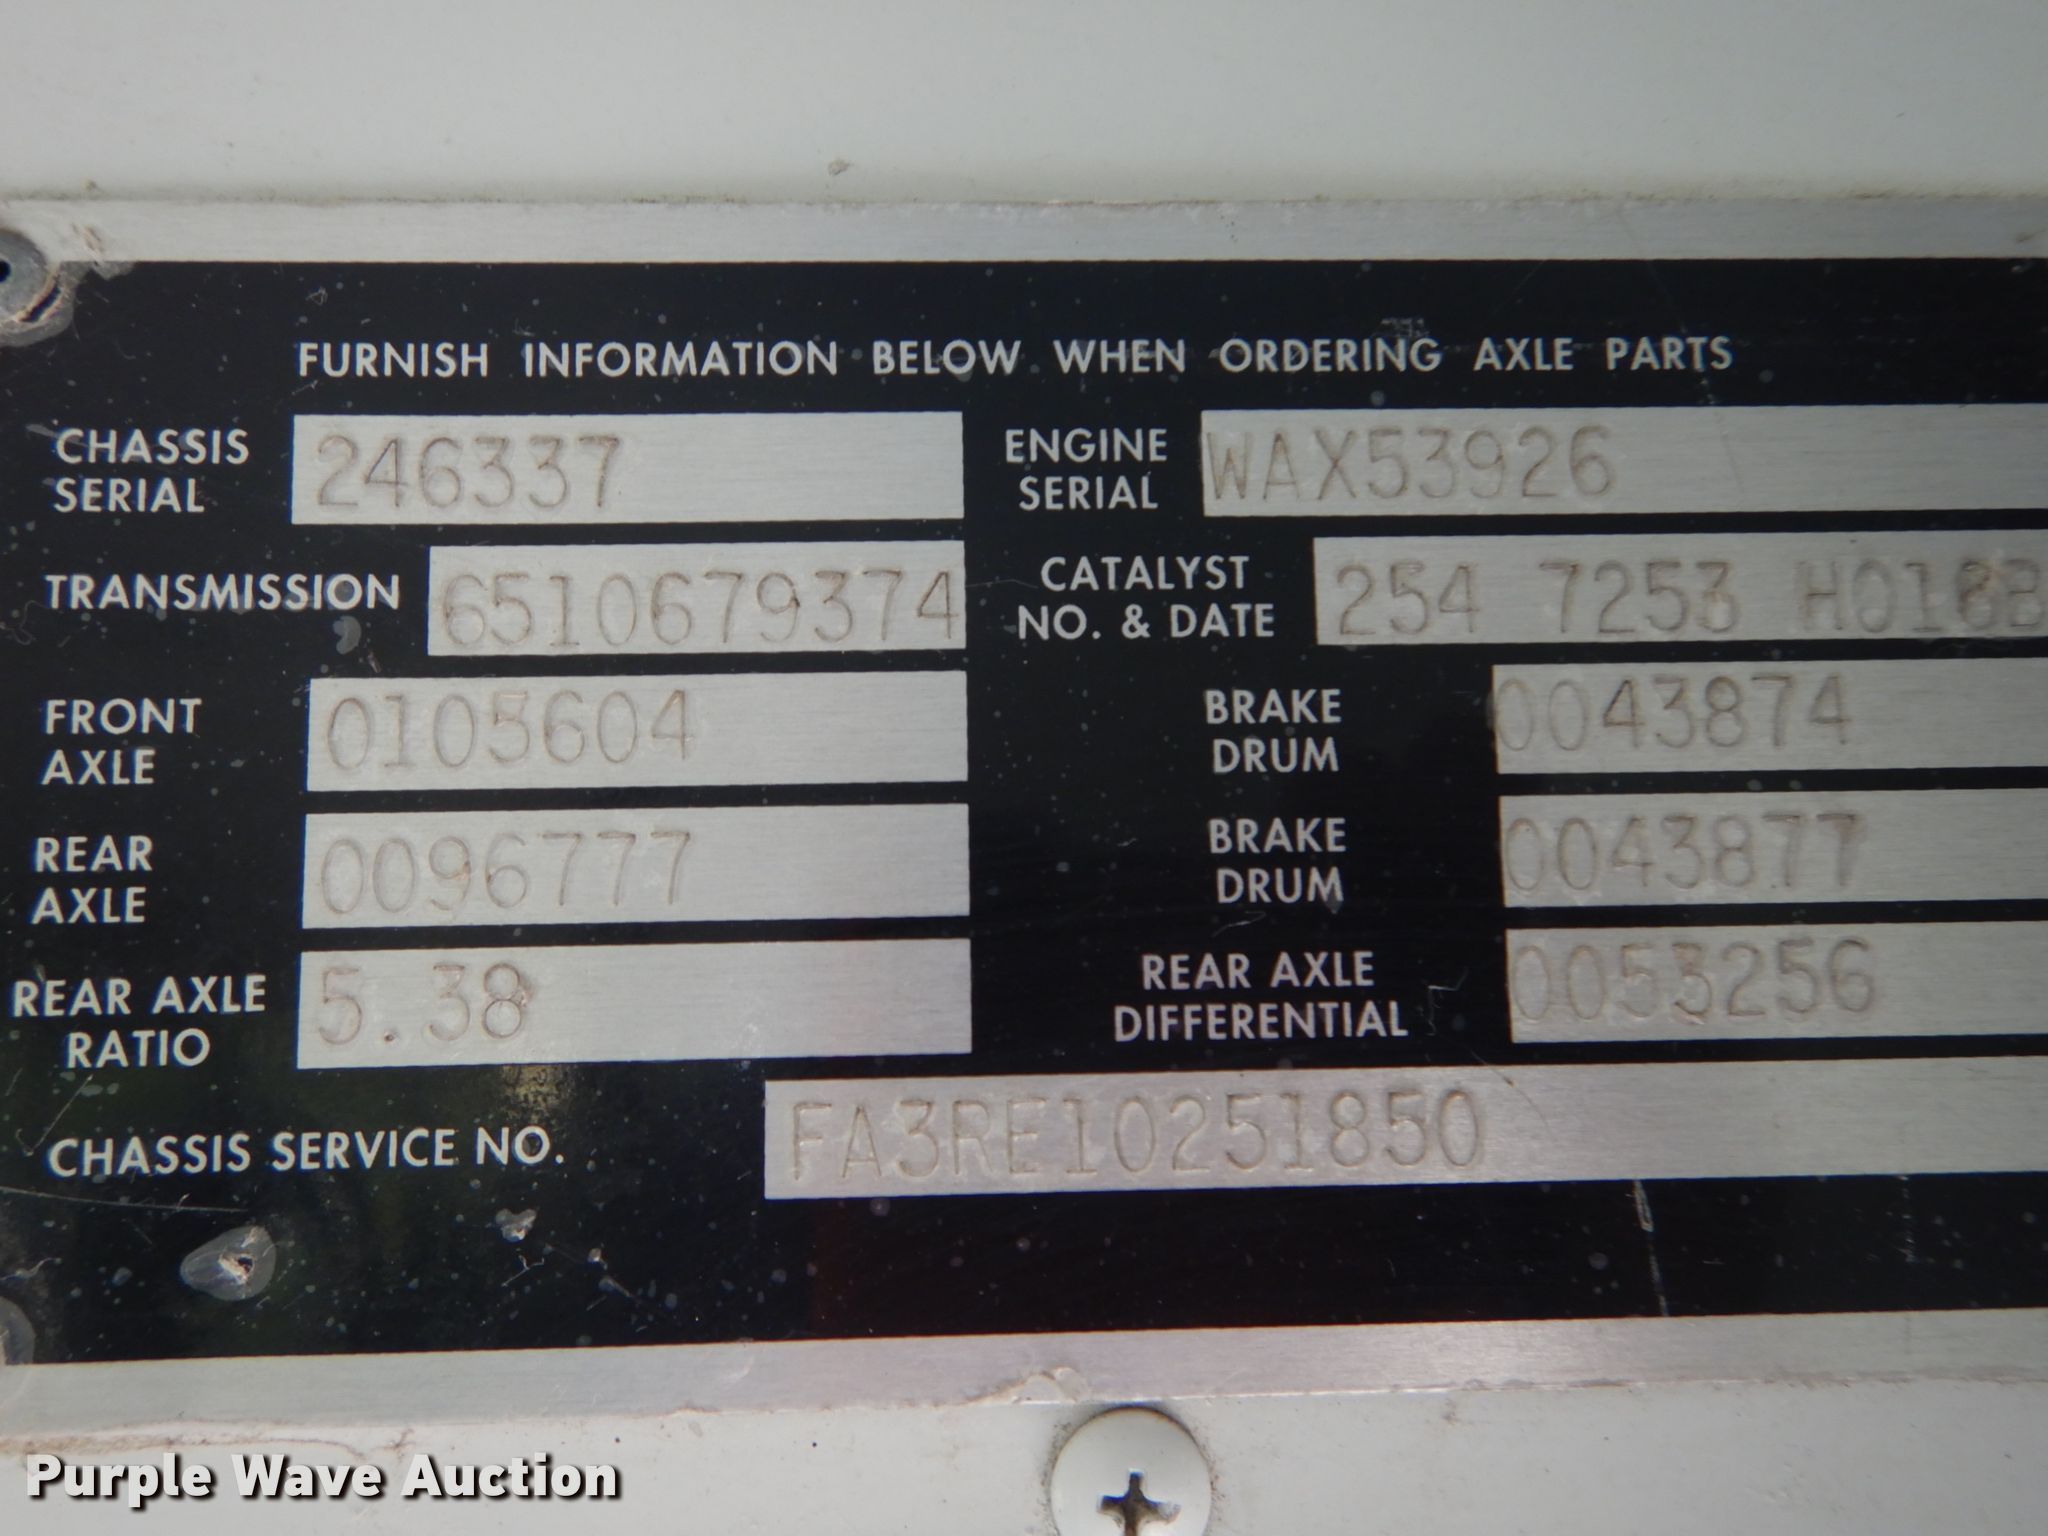 FURNISH INFORMATION BELOW WHEN ORDERING AXLE PARTS
CHASSIS SERIAL 246337
ENGINE SERIAL WAX53926
TRANSMISSION 6510679374
CATALYST NO. & DATE 254 7253
FRONT AXLE 0105604
BRAKE DRUM 0043874
REAR AXLE 0096777
BRAKE DRUM 0043877
REAR AXLE RATIO 5.38
REAR AXLE DIFFERENTIAL 0053256
CHASSIS SERVICE NO. FA3RE10251850
Purple Wave Auction